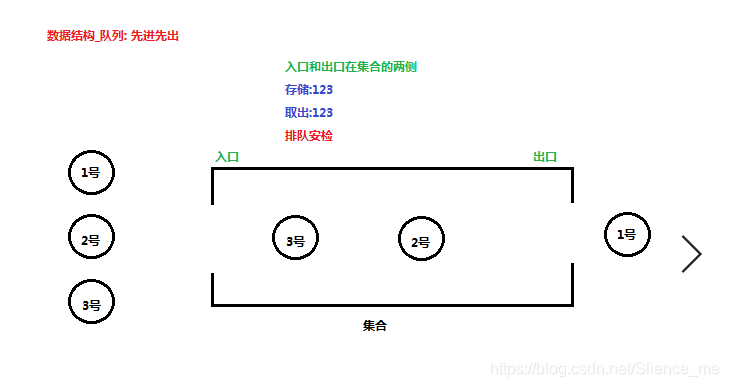 数据结构_队列: 先进先出
入口和出口在集合的两侧
存储:123
取出:123
排队安检
入口
出口
1号
2号
3号
3号
2号
1号
集合
https://blog.csdn.net/Slience_me